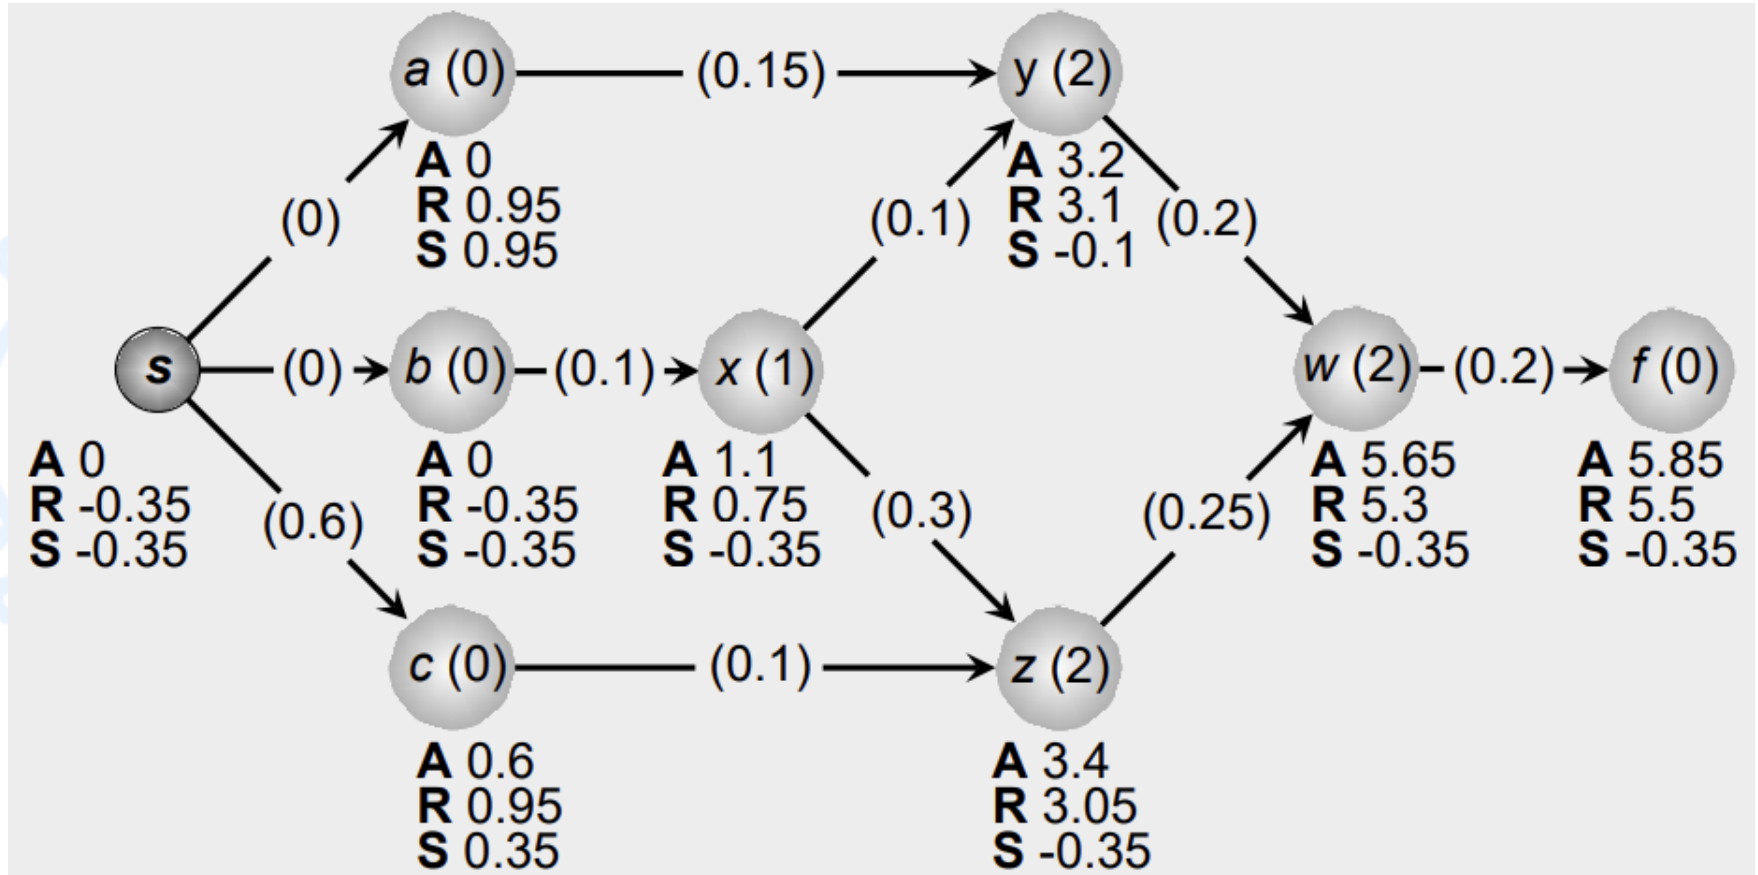 a (0)
(0.15)
y (2)
A 0
R 0.95
S 0.95
A 3.2
R 3.1
S -0.1
(0)
(0.1)
(0.2)
s
(0)
b (0)
(0.1)
x (1)
w (2)
(0.2)
f (0)
A 0
R -0.35
S -0.35
A 0
R -0.35
S -0.35
A 1.1
R 0.75
S -0.35
A 5.65
R 5.3
S -0.35
A 5.85
R 5.5
S -0.35
(0.6)
(0.3)
(0.25)
c (0)
(0.1)
z (2)
A 0.6
R 0.95
S 0.35
A 3.4
R 3.05
S -0.35